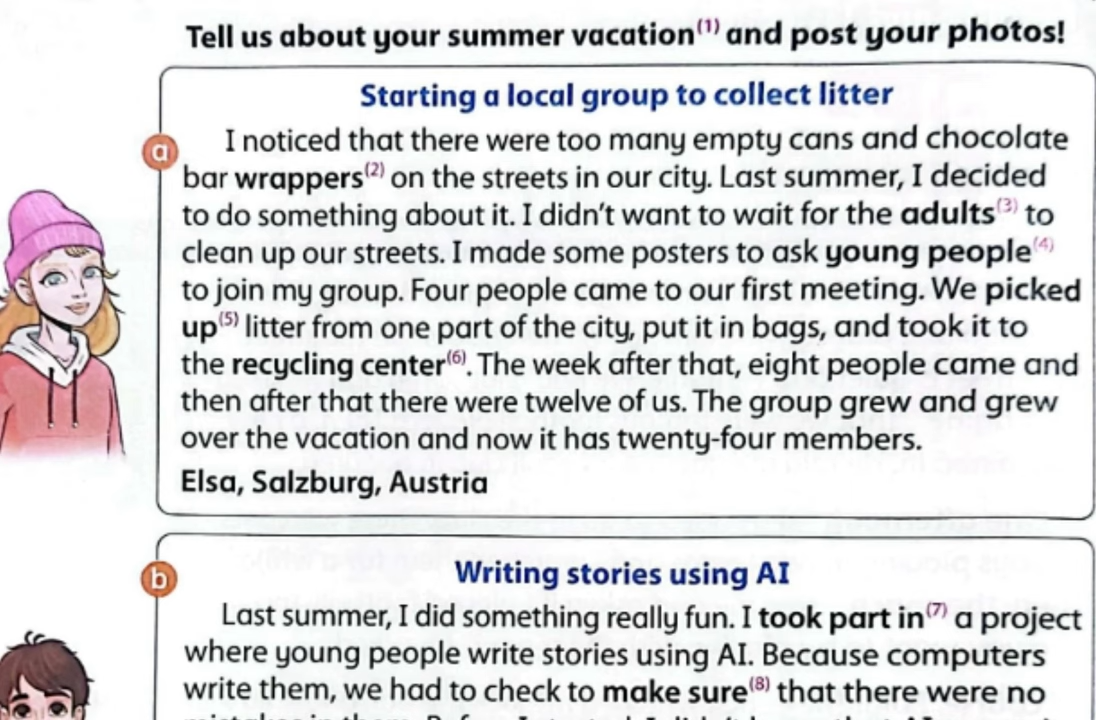 Tell us about your summer vacation(1) and post your photos!
Starting a local group to collect litter
a
I noticed that there were too many empty cans and chocolate
bar wrappers(2) on the streets in our city. Last summer, I decided
to do something about it. I didn't want to wait for the adults(3) to
clean up our streets. I made some posters to ask young people(4)
to join my group. Four people came to our first meeting. We picked
up(5) litter from one part of the city, put it in bags, and took it to
the recycling center(6). The week after that, eight people came and
then after that there were twelve of us. The group grew and grew
over the vacation and now it has twenty-four members.
Elsa, Salzburg, Austria
b
Writing stories using AI
Last summer, I did something really fun. I took part in(7) a project
where young people write stories using AI. Because computers
write them, we had to check to make sure(8) that there were no